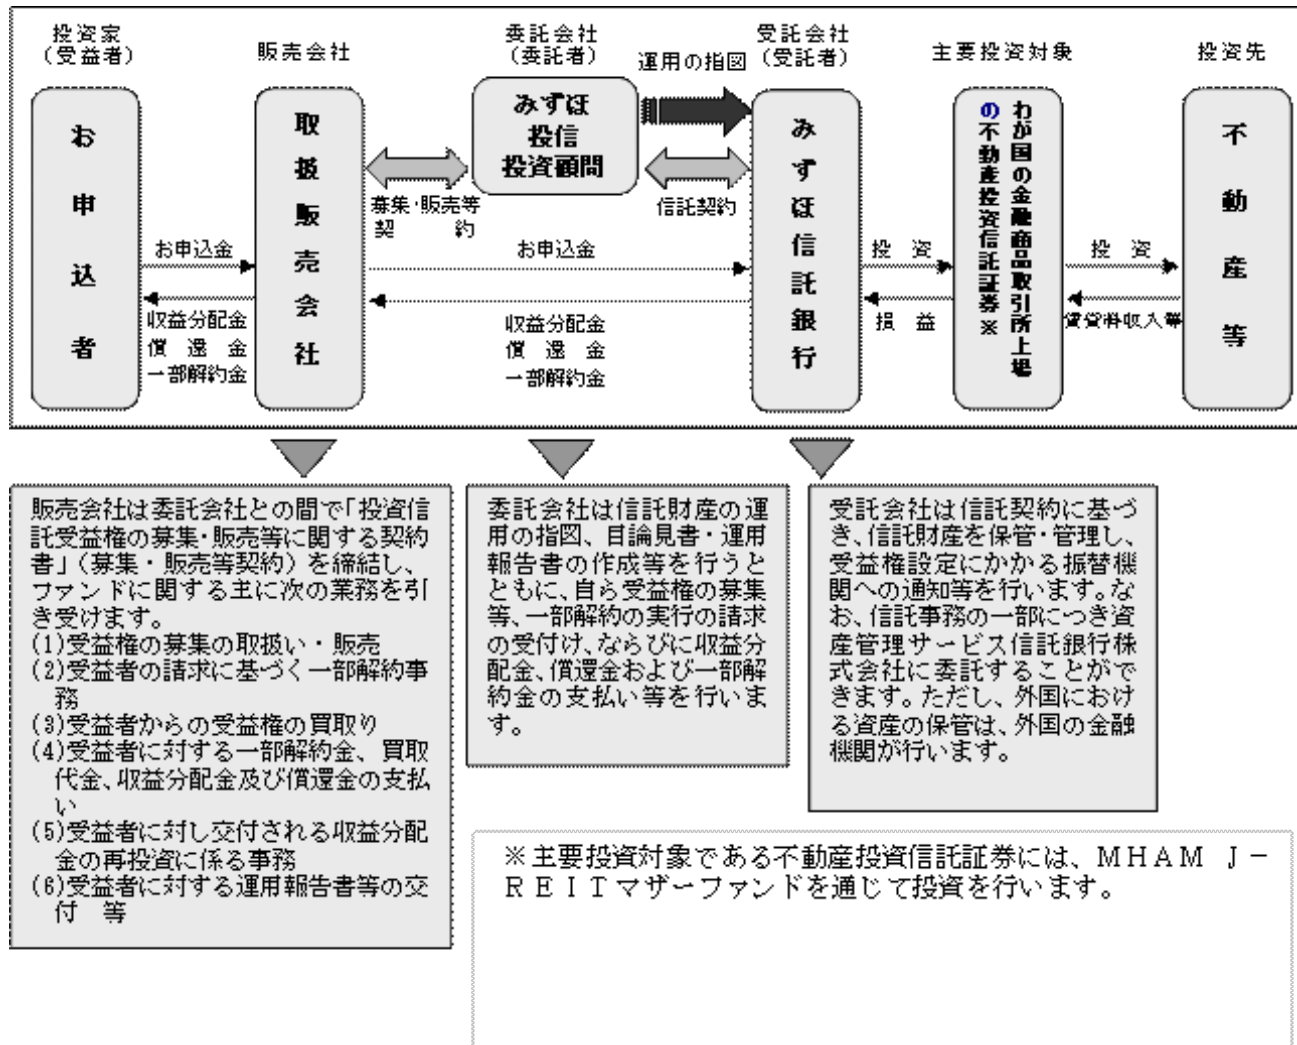 投資家
(受益者)
販売会社
委託会社
(委託者)
運用の指図
受託会社
(受託者)
主要投資対象
投資先
お申込者
取扱販売会社
みずほ
投信
投資顧問
みずほ信託銀行
わが国の金融商品取引所上場
の不動産投資信託証券※
不動産等
募集・販売等
契約
信託契約
お申込金
収益分配金
償還金
一部解約金
お申込金
収益分配金
償還金
一部解約金
投資
損益
投資
賃貸料収入等
販売会社は委託会社との間で「投資信
託受益権の募集・販売等に関する契約
書」（募集・販売等契約）を締結し、
ファンドに関する主に次の業務を引
き受けます。
(1)受益権の募集の取扱い・販売
(2)受益者の請求に基づく一部解約事
務
(3)受益者からの受益権の買取り
(4)受益者に対する一部解約金、買取
代金、収益分配金及び償還金の支払
い
(5)受益者に対し交付される収益分配
金の再投資に係る事務
(6)受益者に対する運用報告書等の交
付　等
委託会社は信託財産の運
用の指図、目論見書・運用
報告書の作成等を行うと
ともに、自ら受益権の募集
等、一部解約の実行の請求
の受付け、ならびに収益分
配金、償還金および一部解
約金の支払い等を行いま
す。
受託会社は信託契約に基づ
き、信託財産を保管・管理し、
受益権設定にかかる振替機
関への通知等を行います。な
お、信託事務の一部につき資
産管理サービス信託銀行株
式会社に委託することがで
きます。ただし、外国におけ
る資産の保管は、外国の金融
機関が行います。
※主要投資対象である不動産投資信託証券には、ＭＨＡＭ　Ｊ－
ＲＥＩＴマザーファンドを通じて投資を行います。